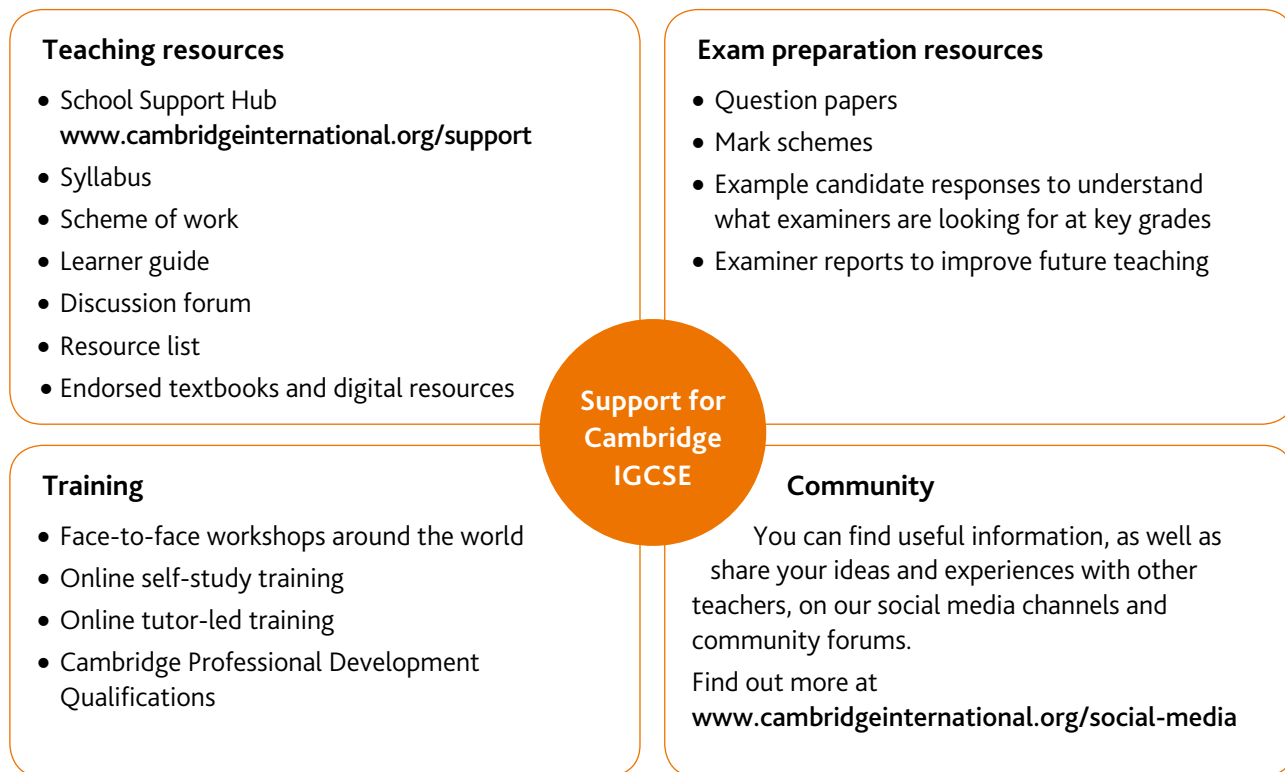 Teaching resources
• School Support Hub
www.cambridgeinternational.org/support
• Syllabus
• Scheme of work
• Learner guide
• Discussion forum
• Resource list
• Endorsed textbooks and digital resources
Exam preparation resources
• Question papers
• Mark schemes
• Example candidate responses to understand
what examiners are looking for at key grades
• Examiner reports to improve future teaching
Support for
Cambridge
IGCSE
Training
• Face-to-face workshops around the world
• Online self-study training
• Online tutor-led training
• Cambridge Professional Development
Qualifications
Community
You can find useful information, as well as
share your ideas and experiences with other
teachers, on our social media channels and
community forums.
Find out more at
www.cambridgeinternational.org/social-media